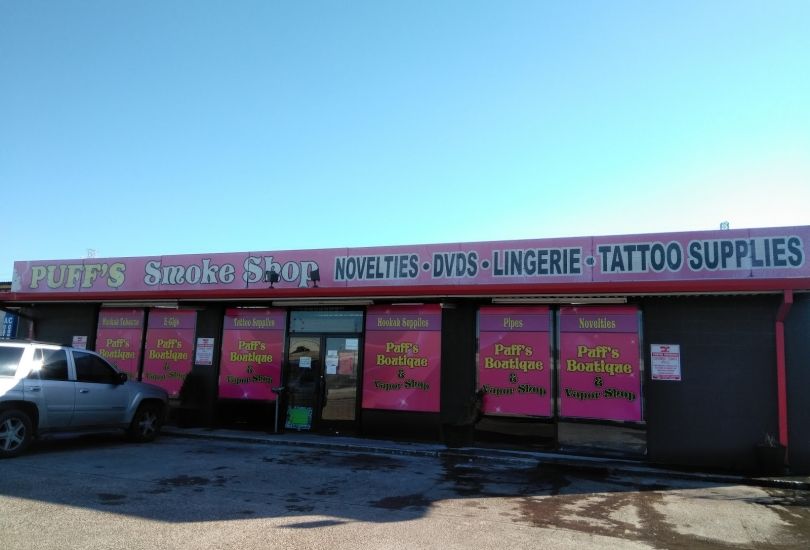 PUFF'S Smoke Shop NOVELTIES • DVDS • LINGERIE • TATTOO SUPPLIES
Hookah Tobacco
Puff's
Boutique
&
Vapor Shop
E-Cigs
Puff's
Boutique
&
Vapor Shop
Tattoo Supplies
Puff's
Boutique
&
Vapor Shop
Hookah Supplies
Puff's
Boutique
&
Vapor Shop
Pipes
Puff's
Boutique
&
Vapor Shop
Novelties
Puff's
Boutique
&
Vapor Shop